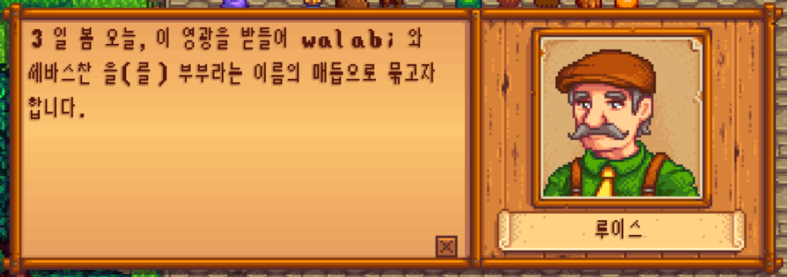 3 일 봄 오늘, 이 영광을 받들어 walabi 와
세바스찬 을(를) 부부라는 이름의 매듭으로 묶고자
합니다.
루이스